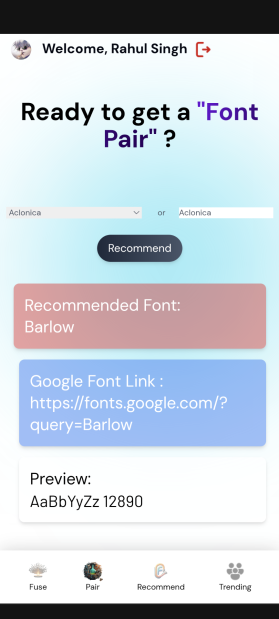 Welcome, Rahul Singh
Ready to get a "Font
Pair" ?
Aclonica or Aclonica
Recommend
Recommended Font:
Barlow
Google Font Link :
https://fonts.google.com/?
query=Barlow
Preview:
AaBbYyZz 12890
Fuse Pair Recommend Trending